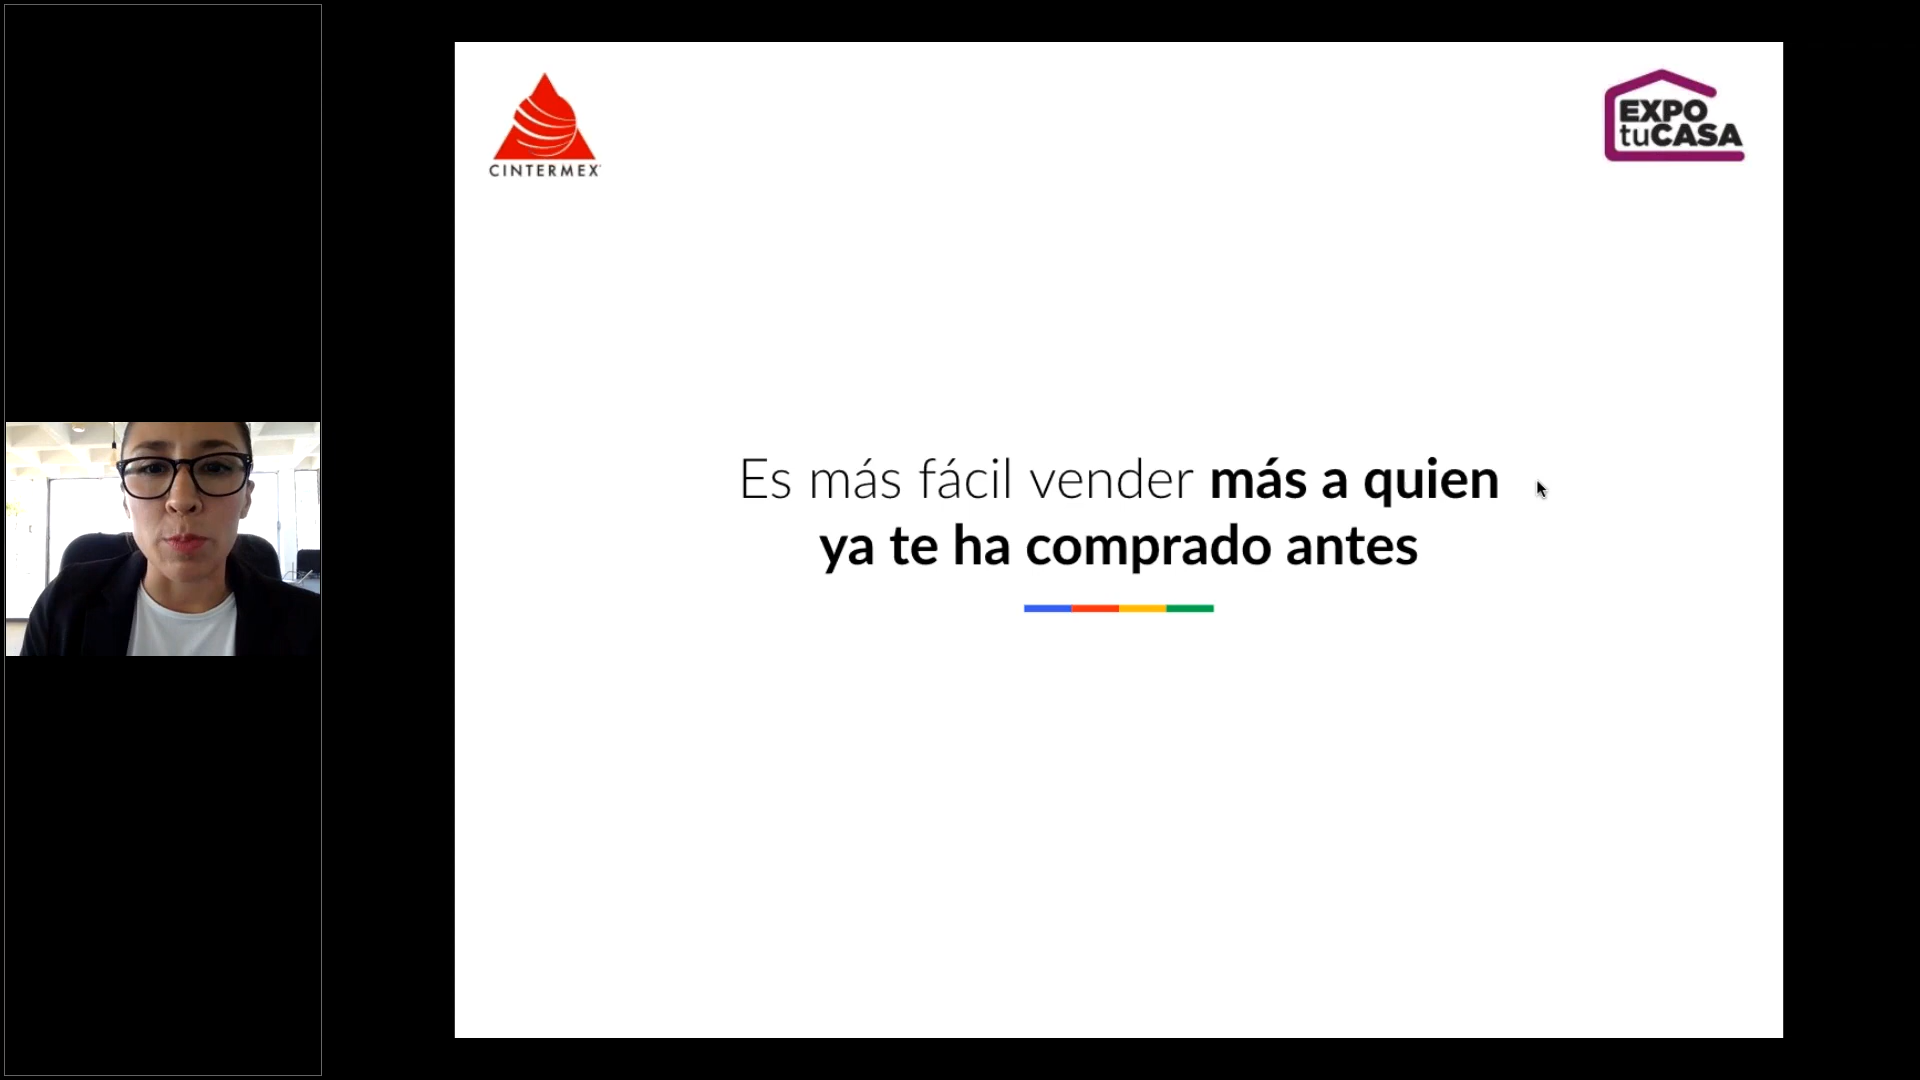 CINTERMEX
EXPO
tuCASA
Es más fácil vender más a quien
ya te ha comprado antes